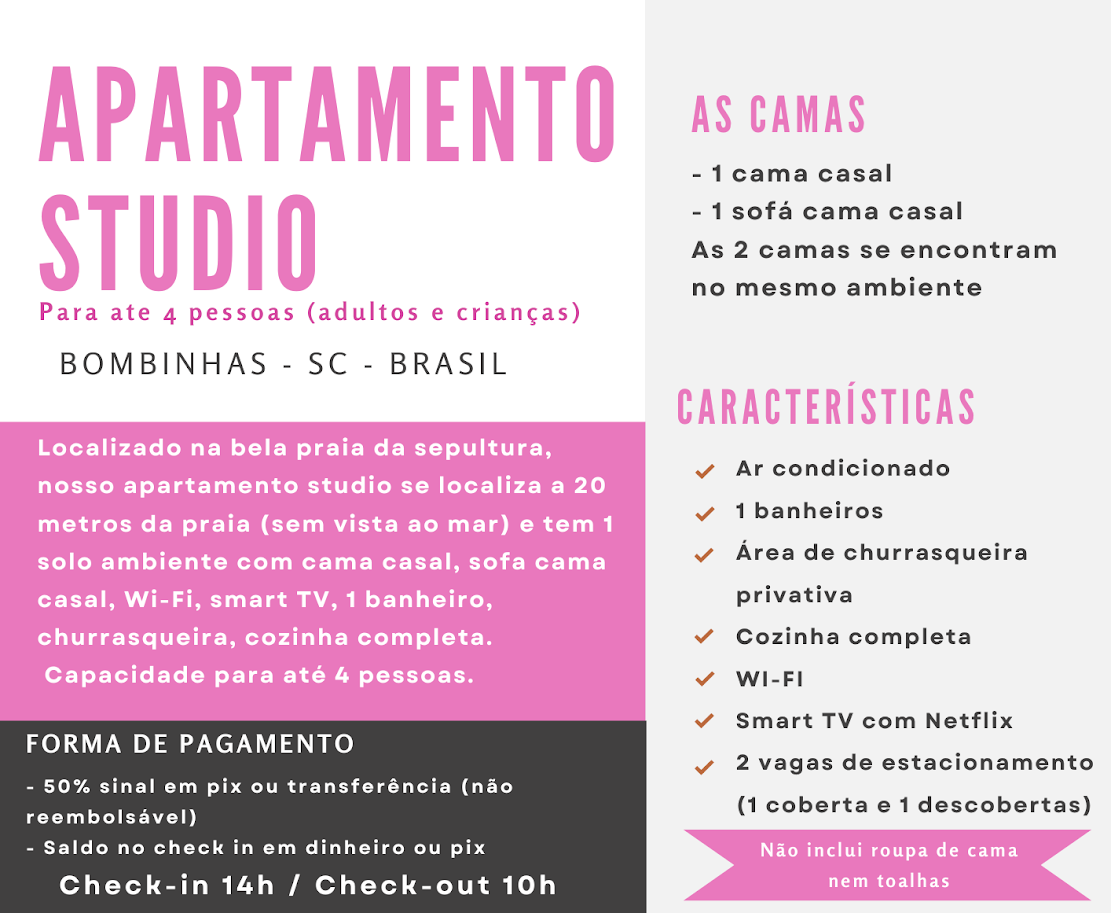 APARTAMENTO
STUDIO
Para ate 4 pessoas (adultos e crianças)
BOMBINHAS - SC - BRASIL
Localizado na bela praia da sepultura,
nosso apartamento studio se localiza a 20
metros da praia (sem vista ao mar) e tem 1
solo ambiente com cama casal, sofa cama
casal, Wi-Fi, smart TV, 1 banheiro,
churrasqueira, cozinha completa.
Capacidade para até 4 pessoas.
FORMA DE PAGAMENTO
- 50% sinal em pix ou transferência (não
reembolsável)
- Saldo no check in em dinheiro ou pix
Check-in 14h / Check-out 10h
AS CAMAS
- 1 cama casal
- 1 sofá cama casal
As 2 camas se encontram
no mesmo ambiente
CARACTERÍSTICAS
Ar condicionado
1 banheiros
Área de churrasqueira
privativa
Cozinha completa
WI-FI
Smart TV com Netflix
2 vagas de estacionamento
(1 coberta e 1 descobertas)
Não inclui roupa de cama
nem toalhas